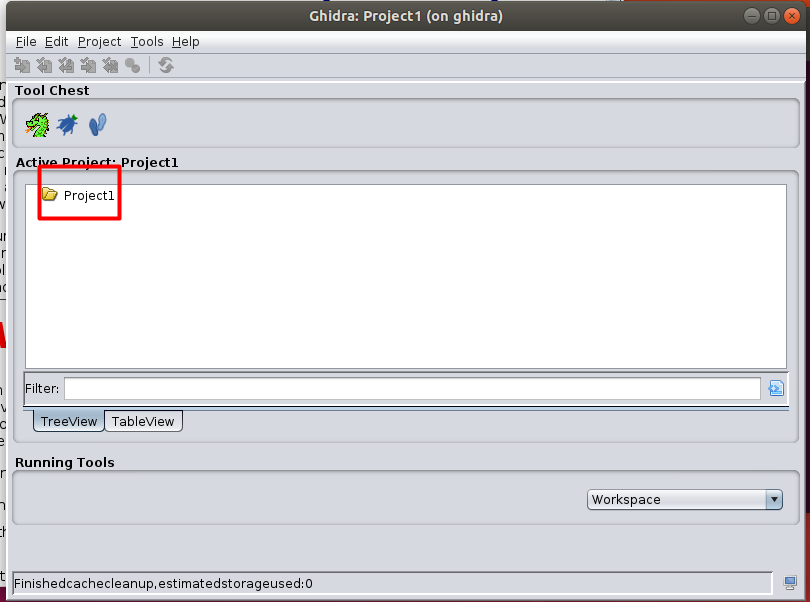 Ghidra: Project1 (on ghidra)
File Edit Project Tools Help
Tool Chest
Active Project: Project1
Project1
Filter:
TreeView TableView
Running Tools
Workspace
Finishedcachecleanup,estimatedstorageused:0